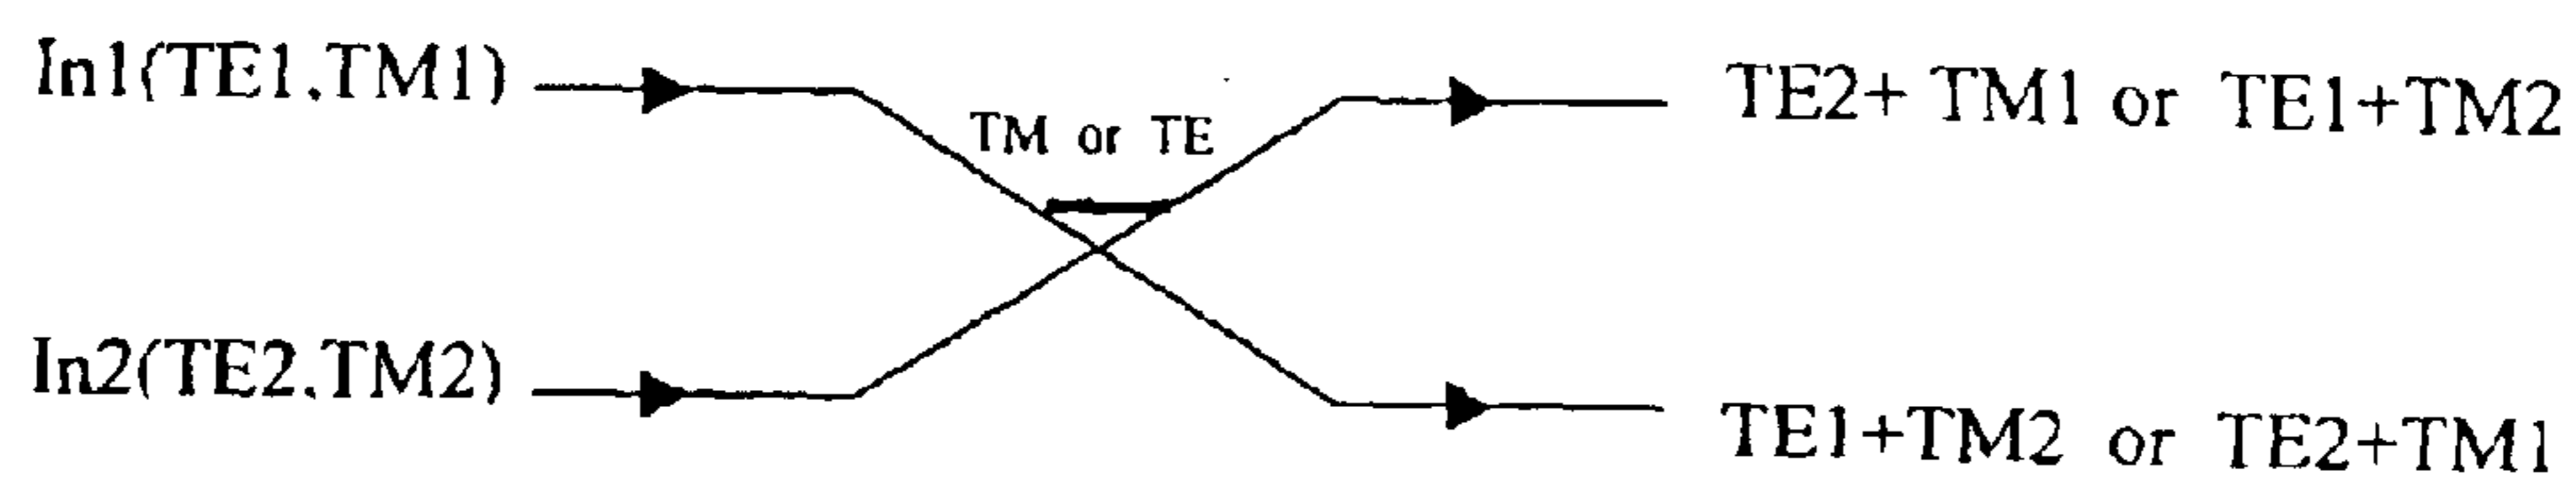 In1(TE1.TM1)
TM or TE
TE2+ TM1 or TE1+TM2
In2(TE2.TM2)
TE1+TM2 or TE2+TM1